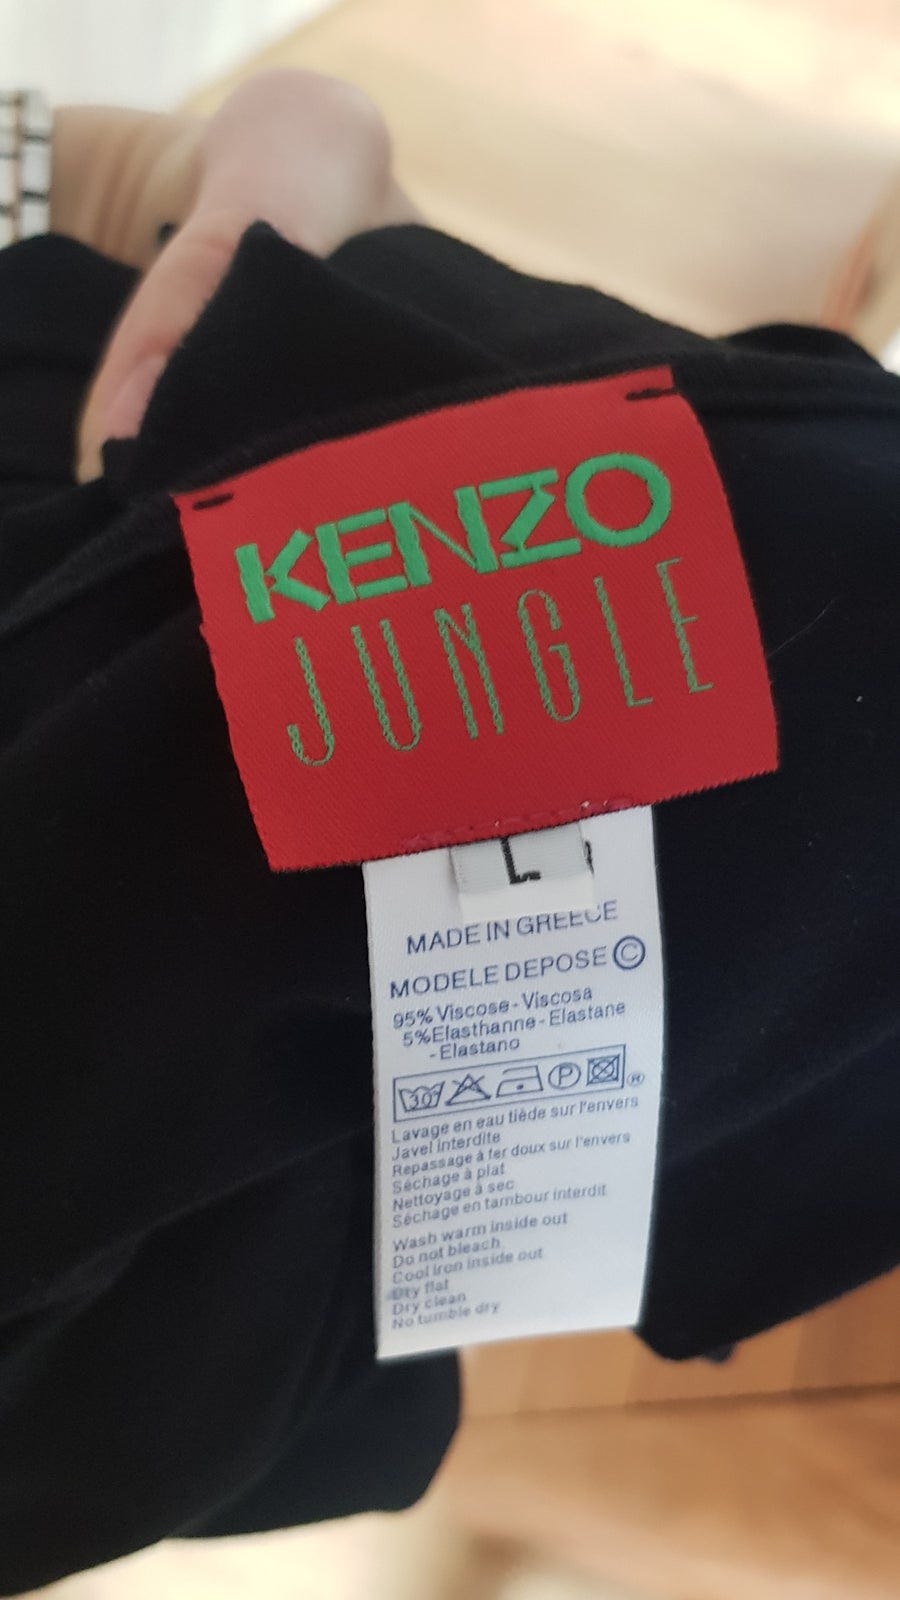 KENZO
JUNGLE
L
MADE IN GREECE
MODELE DEPOSE ©
95% Viscose - Viscosa
5% Elasthanne - Elastane
- Elastano
30 P ®
Lavage en eau tiède sur l'envers
Javel interdite
Repassage à fer doux sur l'envers
Séchage à plat
Nettoyage à sec
Séchage en tambour interdit
Wash warm inside out
Do not bleach
Cool iron inside out
Dry flat
Dry clean
No tumble dry